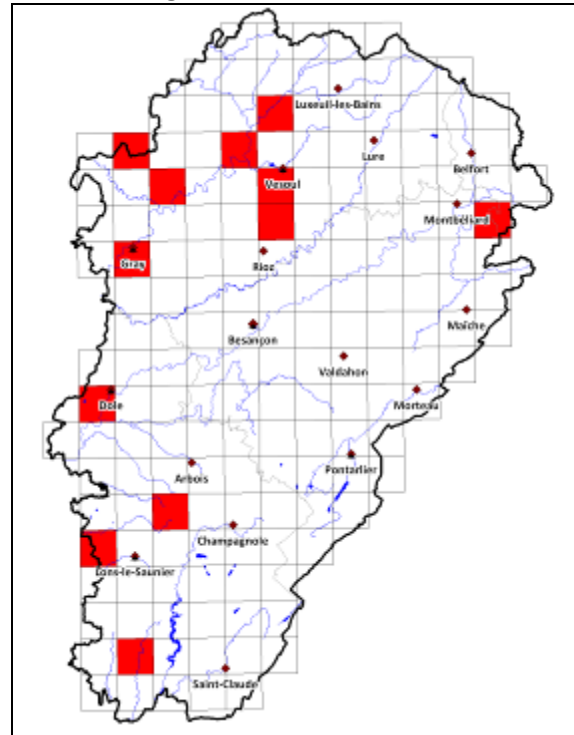 Luxeuil-les-Bains
Lure
Belfort
Vesoul
Montbéliard
Gray
Rioz
Maîche
Besançon
Valdahon
Morteau
Dole
Pontarlier
Arbois
Champagnole
Lons-le-Saunier
Saint-Claude